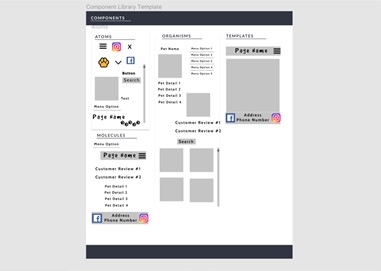 Component Library Template
COMPONENTS
ATOMS
X
Button
Search
Text
Menu Option
Page Name
MOLECULES
Menu Option
Page Name
Customer Review #1
Customer Review #2
Pet Detail 1
Pet Detail 2
Pet Detail 3
Pet Detail 4
Address
Phone Number
ORGANISMS
Pet Name
Menu Option 1
Menu Option 2
Menu Option 3
Menu Option 4
Pet Detail 1
Pet Detail 2
Pet Detail 3
Pet Detail 4
Customer Review #1
Customer Review #2
Search
TEMPLATES
Page Name
Address
Phone Number